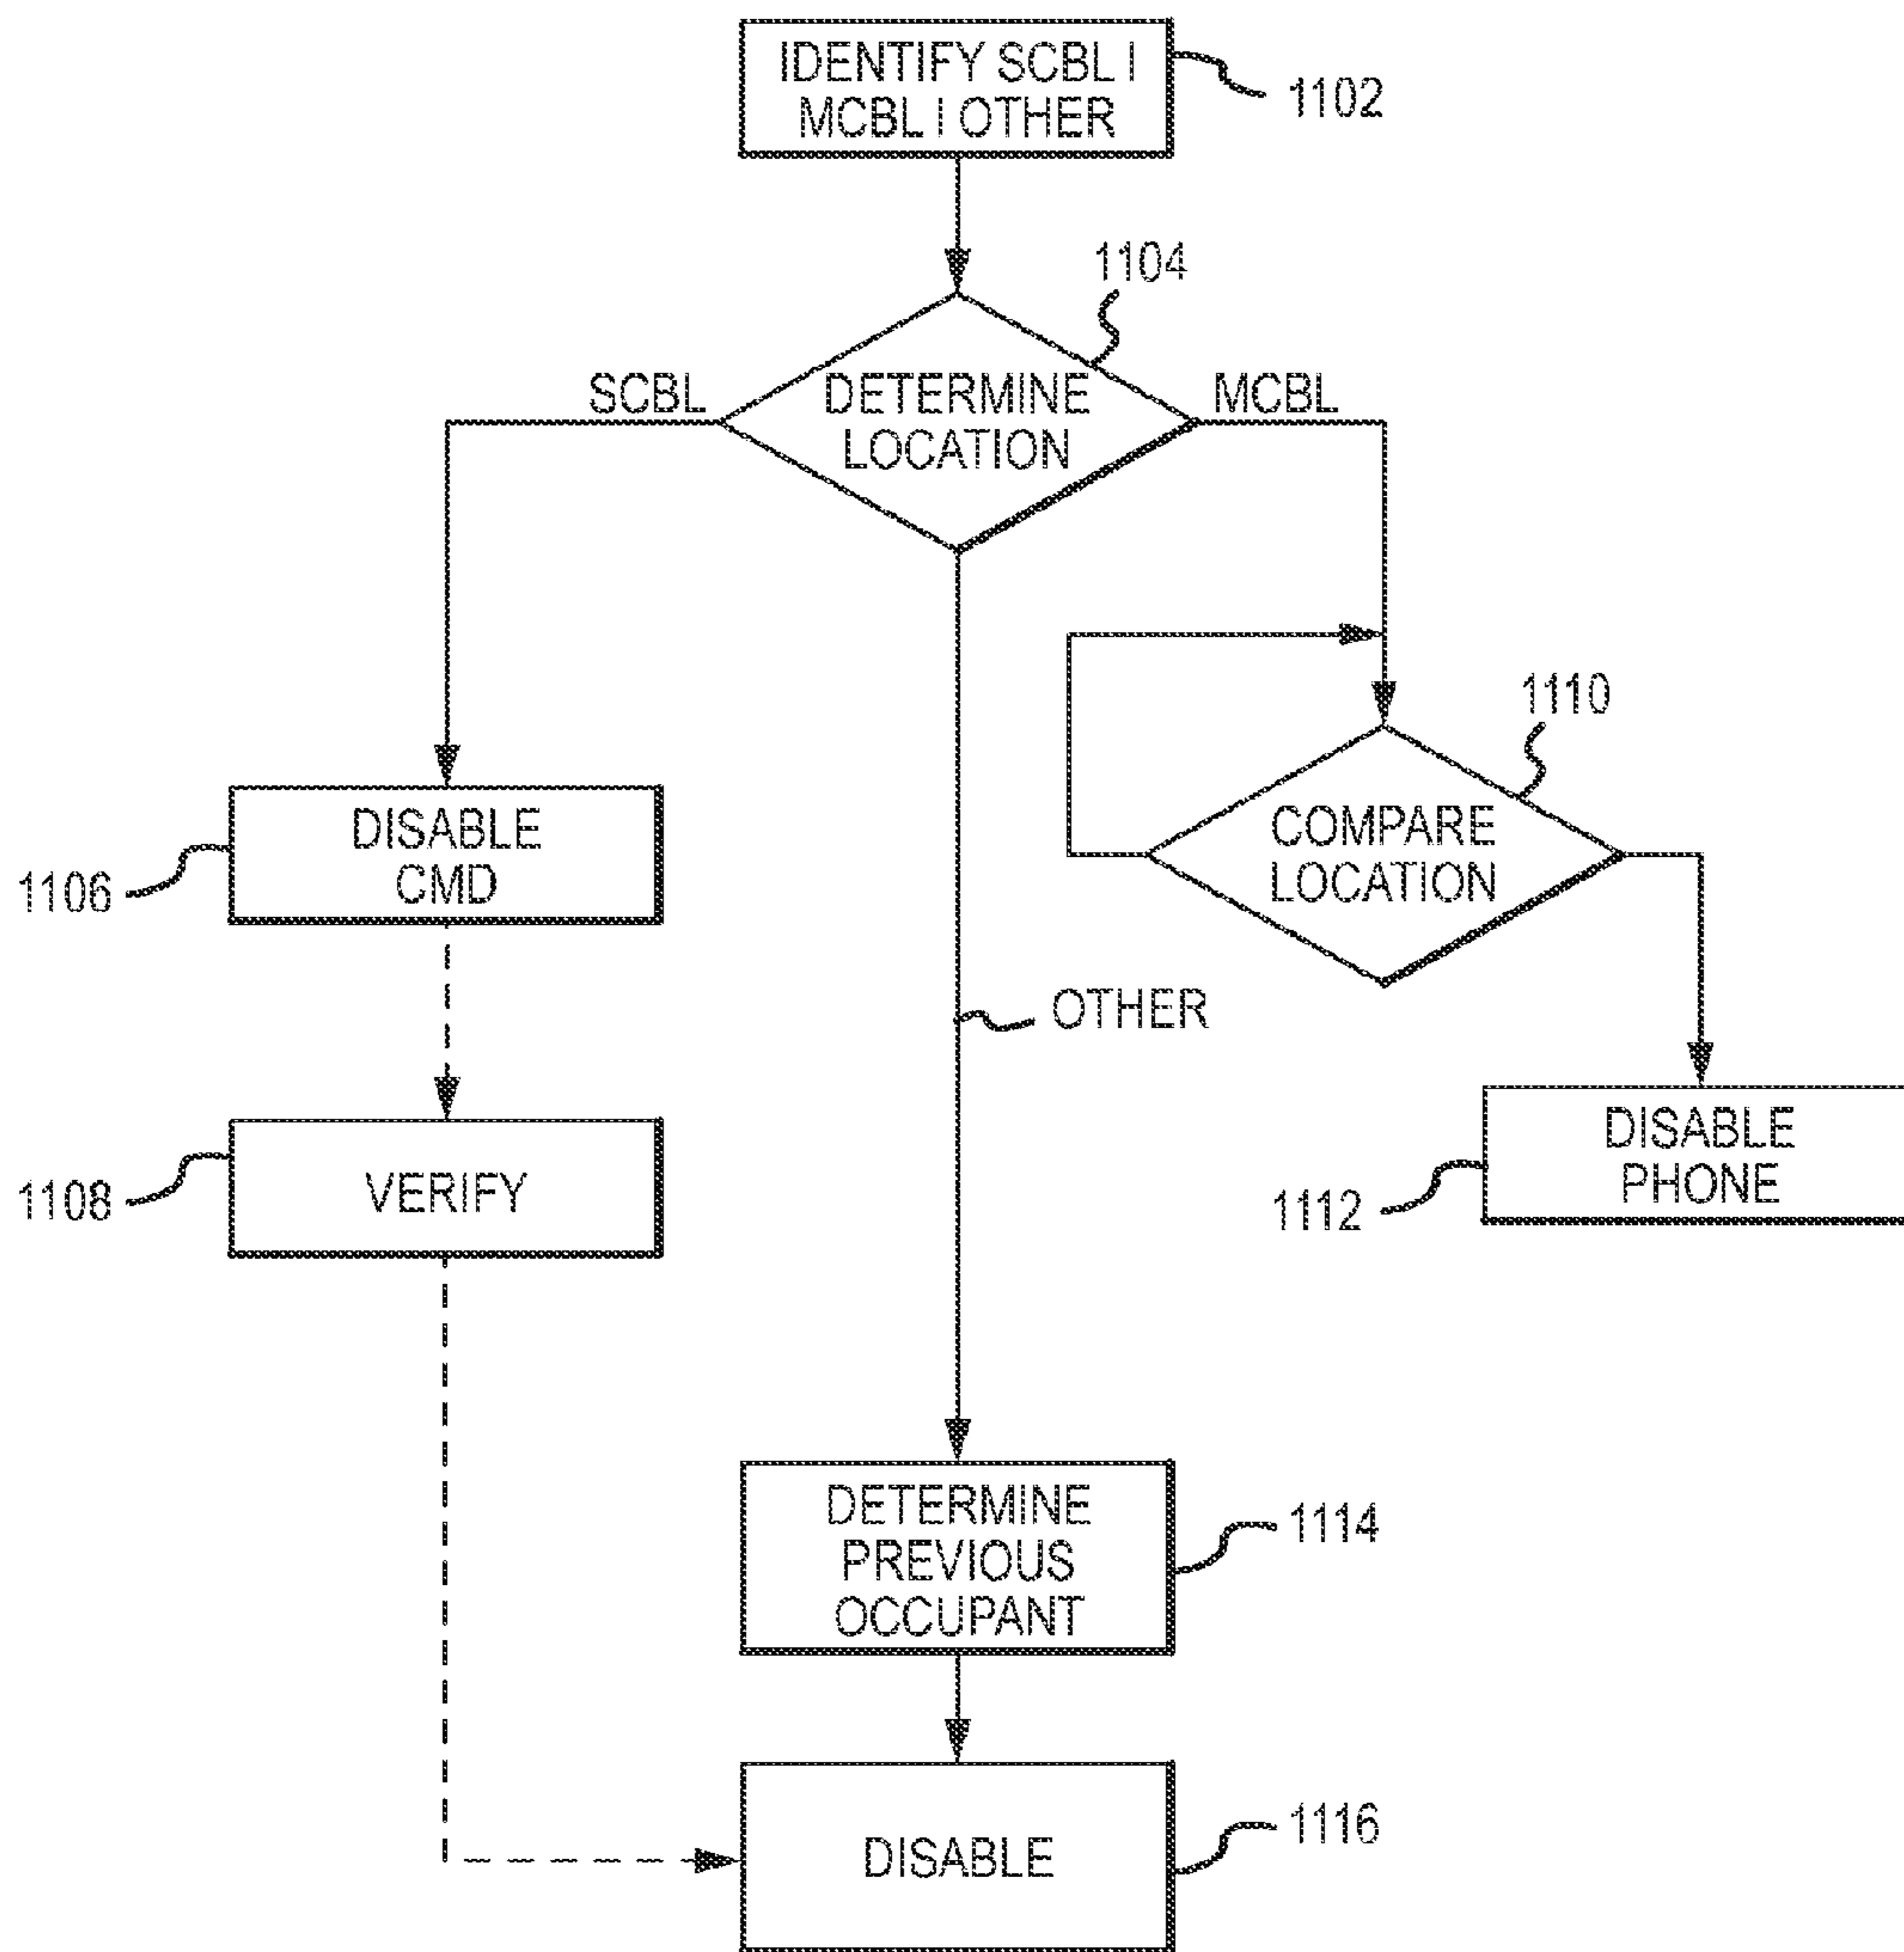 IDENTIFY SCBL |
MCBL | OTHER
1102
1104
SCBL
DETERMINE
LOCATION
MCBL
1110
DISABLE
CMD
1106
COMPARE
LOCATION
OTHER
VERIFY
1108
DISABLE
PHONE
1112
DETERMINE
PREVIOUS
OCCUPANT
1114
DISABLE
1116